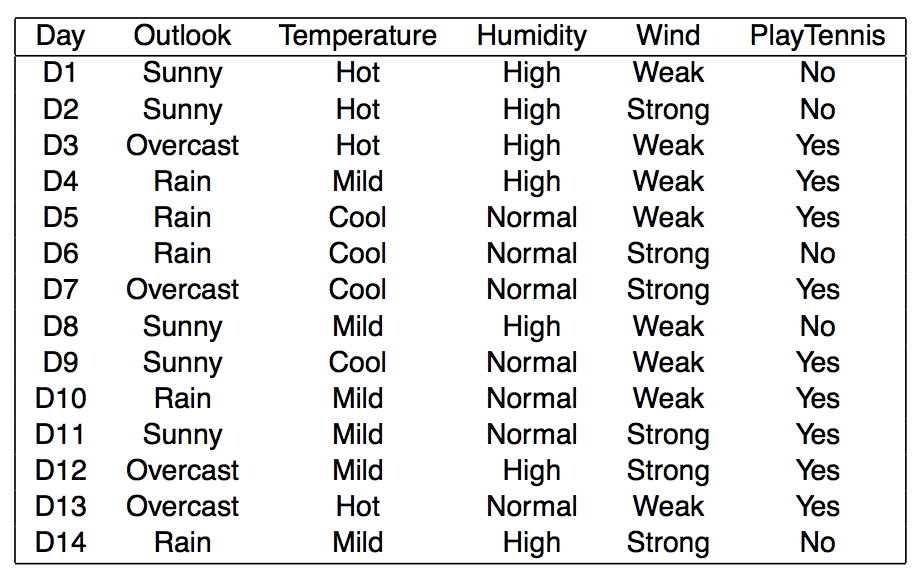 Day Outlook Temperature Humidity Wind PlayTennis
D1 Sunny Hot High Weak No
D2 Sunny Hot High Strong No
D3 Overcast Hot High Weak Yes
D4 Rain Mild High Weak Yes
D5 Rain Cool Normal Weak Yes
D6 Rain Cool Normal Strong No
D7 Overcast Cool Normal Strong Yes
D8 Sunny Mild High Weak No
D9 Sunny Cool Normal Weak Yes
D10 Rain Mild Normal Weak Yes
D11 Sunny Mild Normal Strong Yes
D12 Overcast Mild High Strong Yes
D13 Overcast Hot Normal Weak Yes
D14 Rain Mild High Strong No